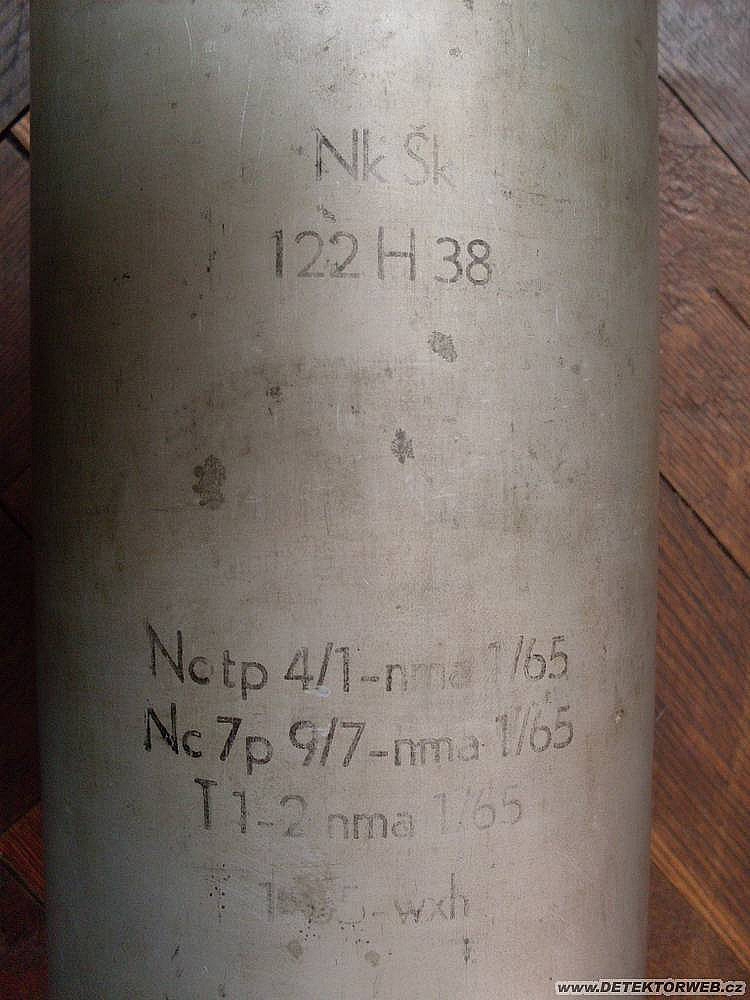 Nk Šk
122 H 38
Nctp 4/1-nma 1/65
Nc 7p 9/7-nma 1/65
T 1-2 nma 1/65
wxh
www.DETEKTORWEB.cz